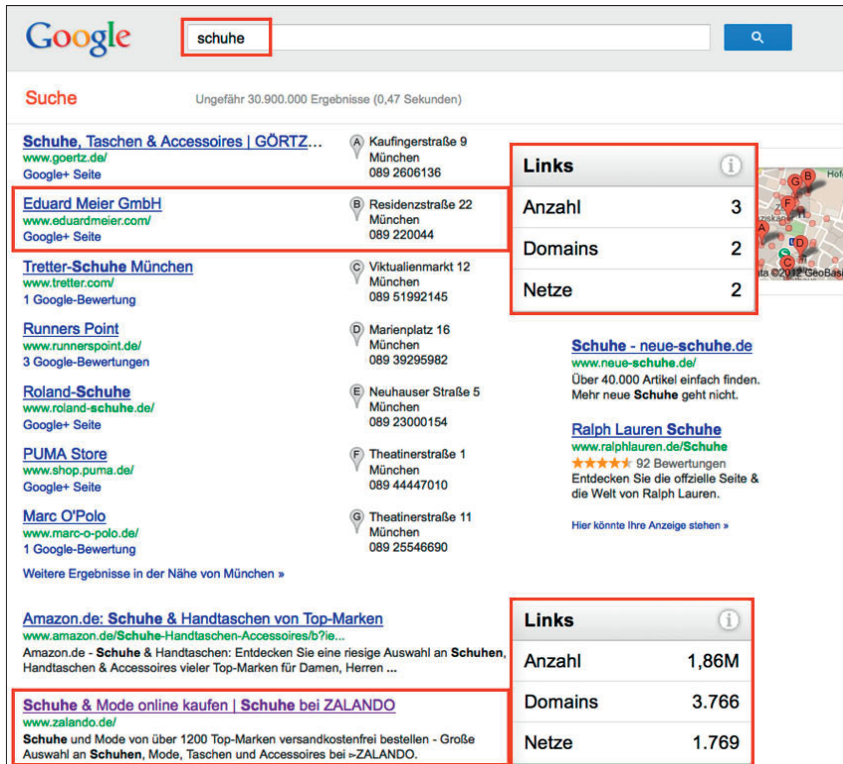 Google
schuhe
Suche
Ungefähr 30.900.000 Ergebnisse (0,47 Sekunden)
Schuhe, Taschen & Accessoires | GÖRTZ...
www.goertz.de/
Google+ Seite
A Kaufingerstraße 9
München
089 2606136
Eduard Meier GmbH
www.eduardmeier.com/
Google+ Seite
B Residenzstraße 22
München
089 220044
Tretter-Schuhe München
www.tretter.com/
1 Google-Bewertung
C Viktualienmarkt 12
München
089 51992145
Runners Point
www.runnerspoint.de/
3 Google-Bewertungen
D Marienplatz 16
München
089 39295982
Roland-Schuhe
www.roland-schuhe.de/
Google+ Seite
E Neuhauser Straße 5
München
089 23000154
PUMA Store
www.shop.puma.de/
Google+ Seite
F Theatinerstraße 1
München
089 44447010
Marc O'Polo
www.marc-o-polo.de/
1 Google-Bewertung
G Theatinerstraße 11
München
089 25546690
Weitere Ergebnisse in der Nähe von München »
Links i
Anzahl 3
Domains 2
Netze 2
Hof
G B
F
A
D
C
©2012 GeoBasi
Schuhe - neue-schuhe.de
www.neue-schuhe.de/
Über 40.000 Artikel einfach finden.
Mehr neue Schuhe geht nicht.
Ralph Lauren Schuhe
www.ralphlauren.de/Schuhe
92 Bewertungen
Entdecken Sie die offzielle Seite &
die Welt von Ralph Lauren.
Hier könnte Ihre Anzeige stehen »
Amazon.de: Schuhe & Handtaschen von Top-Marken
www.amazon.de/Schuhe-Handtaschen-Accessoires/b?ie...
Amazon.de - Schuhe & Handtaschen: Entdecken Sie eine riesige Auswahl an Schuhen,
Handtaschen & Accessoires vieler Top-Marken für Damen, Herren ...
Schuhe & Mode online kaufen | Schuhe bei ZALANDO
www.zalando.de/
Schuhe und Mode von über 1200 Top-Marken versandkostenfrei bestellen - Große
Auswahl an Schuhen, Mode, Taschen und Accessoires bei ▻ZALANDO.
Links i
Anzahl 1,86M
Domains 3.766
Netze 1.769